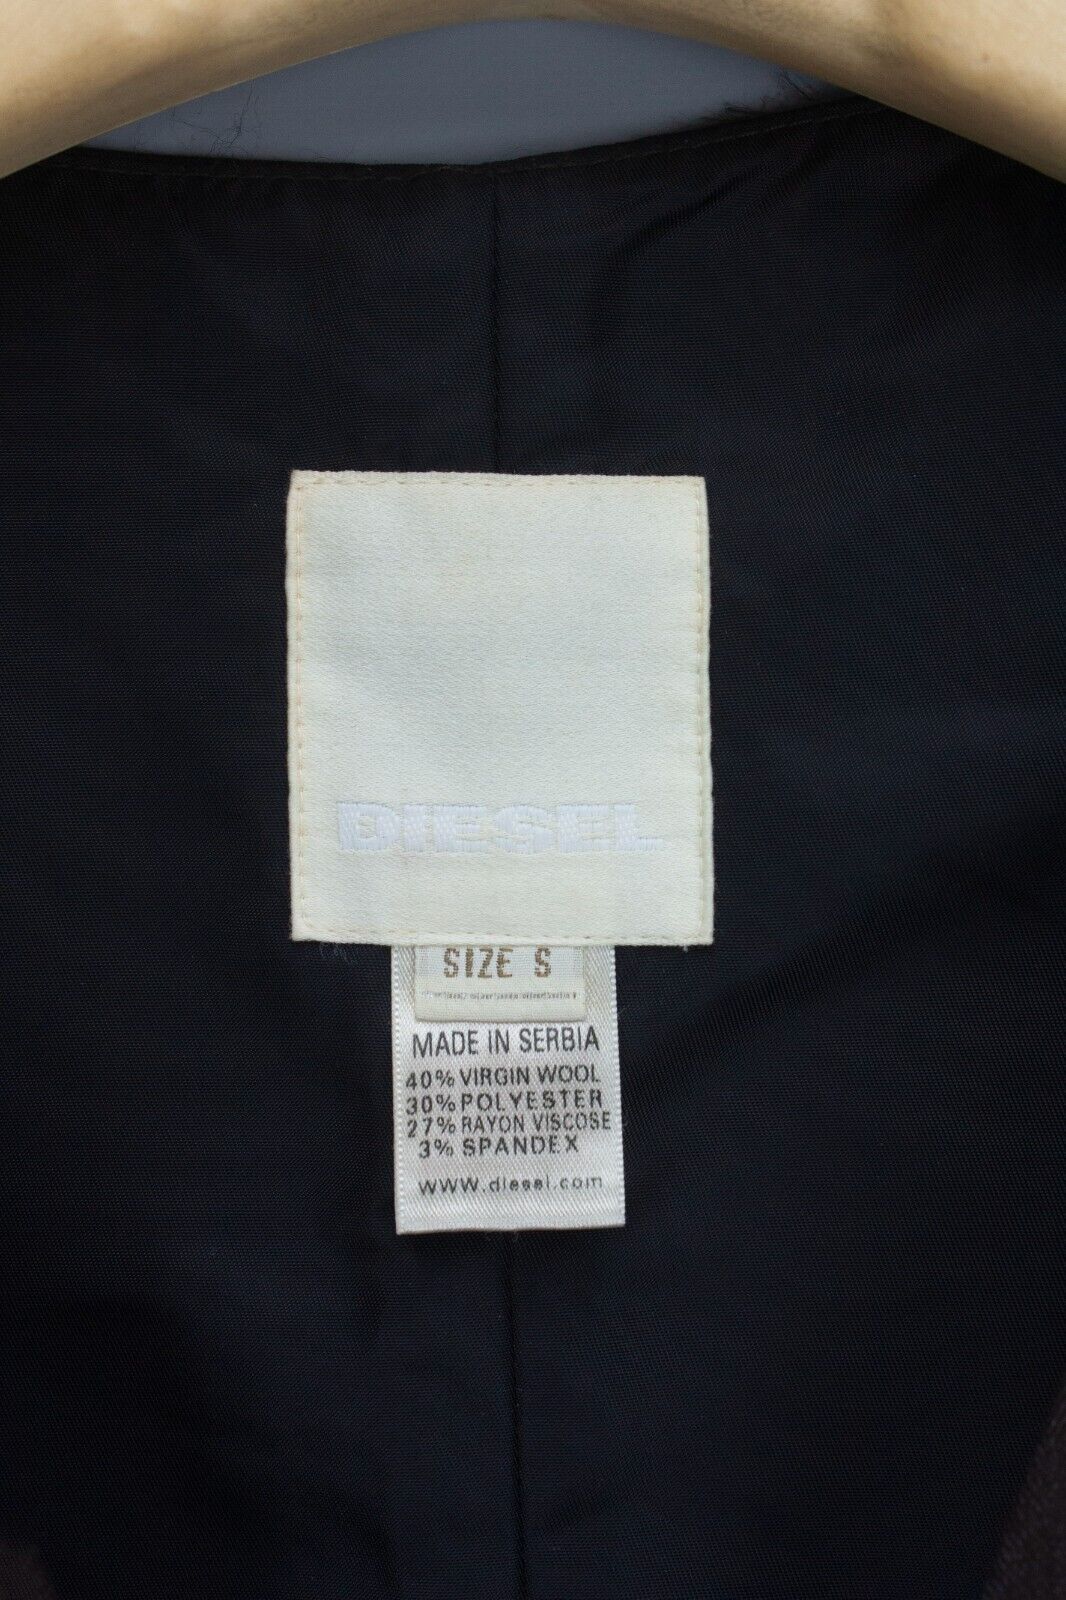 DIESEL
SIZE S
MADE IN SERBIA
40% VIRGIN WOOL
30% POLYESTER
27% RAYON VISCOSE
3% SPANDEX
www.diesel.com